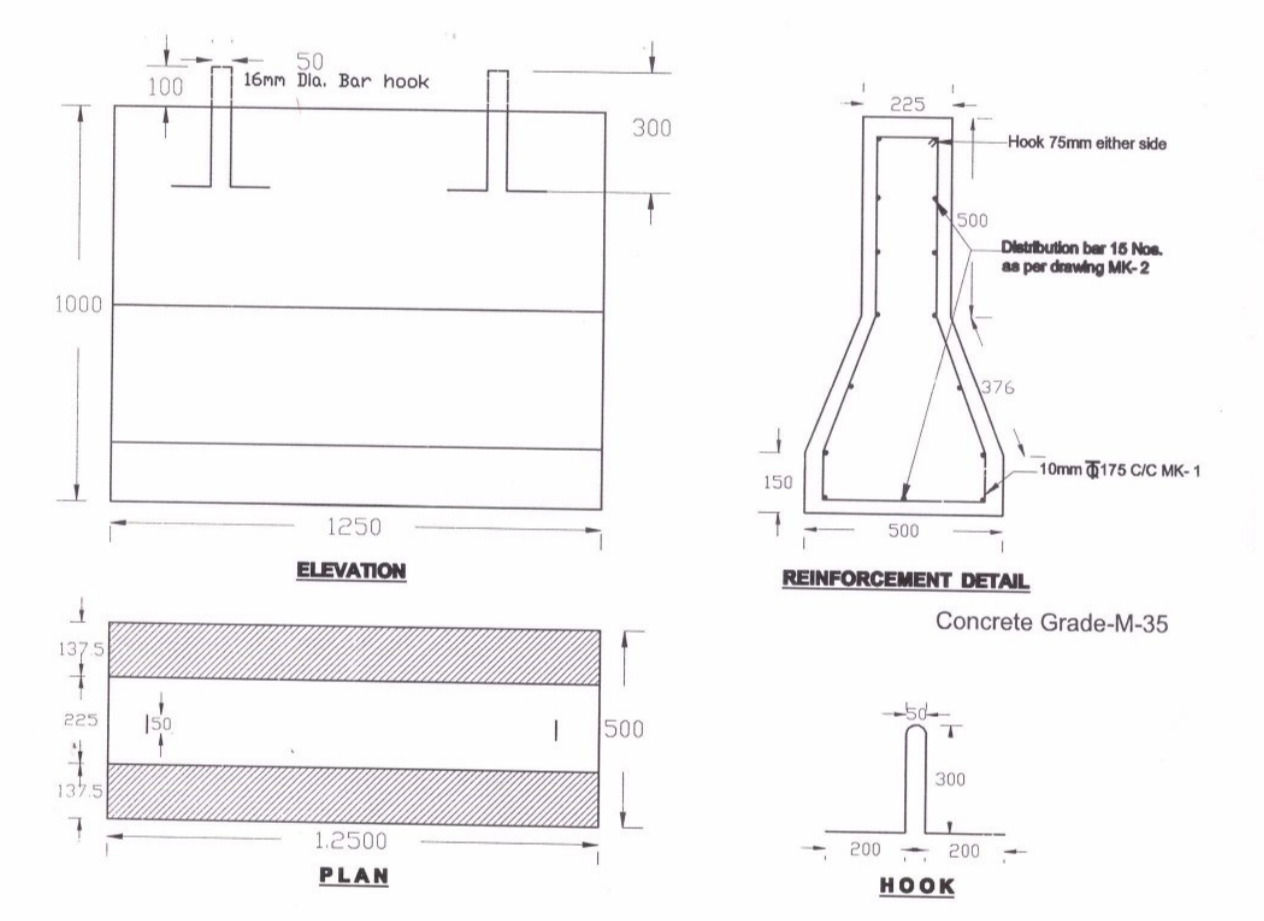 50
100
16mm Dia. Bar hook
300
1000
1250
ELEVATION
225
Hook 75mm either side
500
Distribution bar 15 Nos.
as per drawing MK-2
376
150
10mm Φ175 C/C MK-1
500
REINFORCEMENT DETAIL
Concrete Grade-M-35
137.5
225
50
500
137.5
1.2500
PLAN
50
300
200
200
HOOK